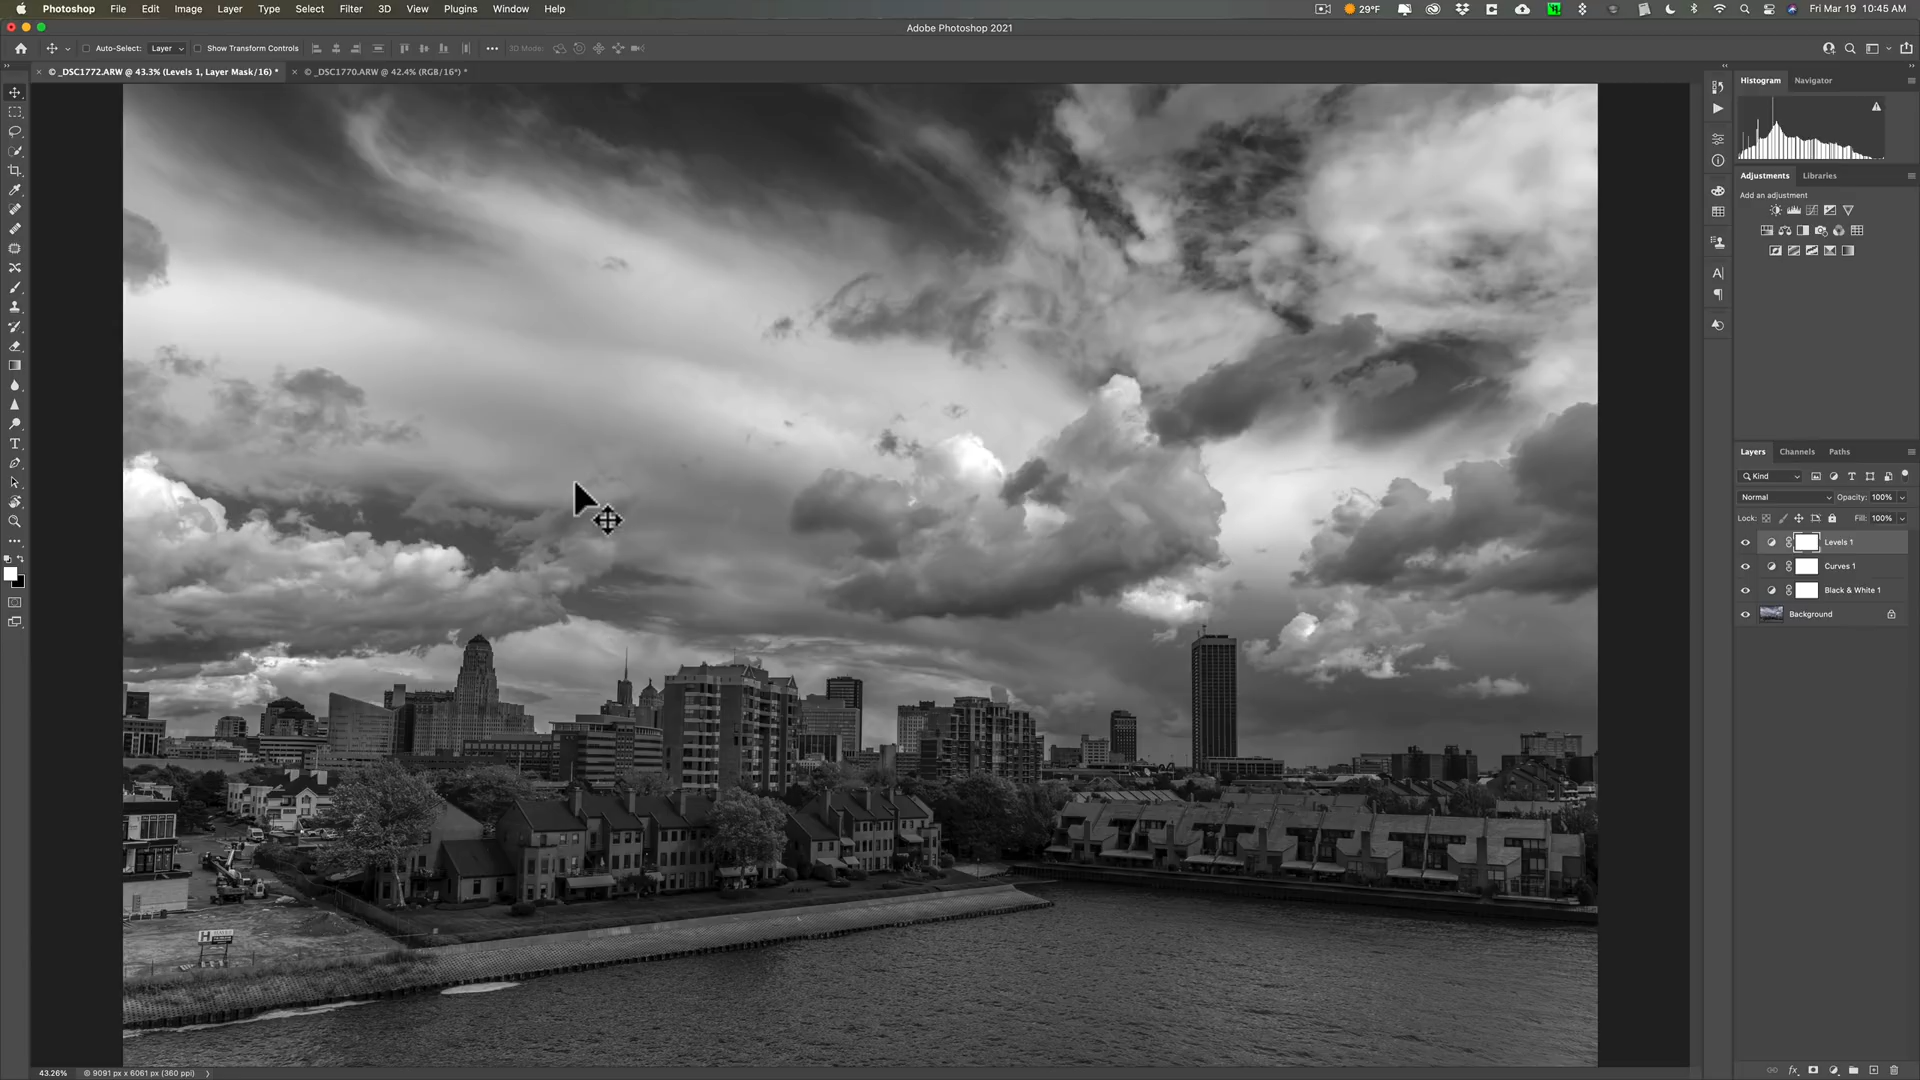 Photoshop File Edit Image Layer Type Select Filter 3D View Plugins Window Help 29°F Fri Mar 19 10:45 AM
Adobe Photoshop 2021
Auto-Select: Layer Show Transform Controls 3D Mode:
© _DSC1772.ARW @ 43.3% (Levels 1, Layer Mask/16) * © _DSC1770.ARW @ 42.4% (RGB/16*) *
Histogram Navigator
Adjustments Libraries
Add an adjustment
Layers Channels Paths
Kind
Normal Opacity: 100%
Lock: Fill: 100%
Levels 1
Curves 1
Black & White 1
Background
43.26% 9091 px x 6061 px (360 ppi)